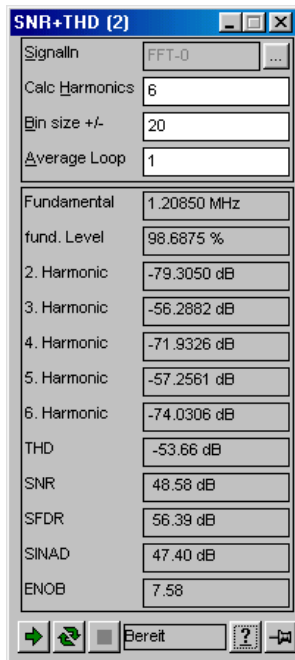 SNR+THD (2)
SignalIn FFT-0 ...
Calc Harmonics 6
Bin size +/- 20
Average Loop 1
Fundamental 1.20850 MHz
fund. Level 98.6875 %
2. Harmonic -79.3050 dB
3. Harmonic -56.2882 dB
4. Harmonic -71.9326 dB
5. Harmonic -57.2561 dB
6. Harmonic -74.0306 dB
THD -53.66 dB
SNR 48.58 dB
SFDR 56.39 dB
SINAD 47.40 dB
ENOB 7.58
Bereit ?